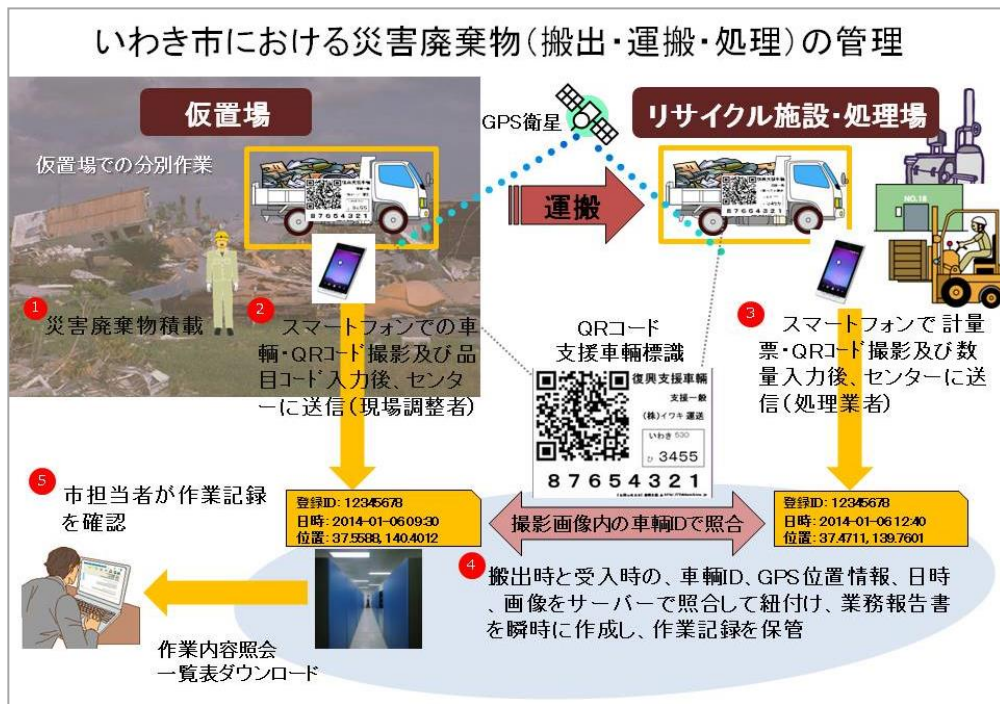 いわき市における災害廃棄物(搬出・運搬・処理)の管理
仮置場
仮置場での分別作業
GPS衛星
リサイクル施設・処理場
NO.18
復興支援車輛
3455
87654321
運搬
復興支援車輛
3455
87654321
1
災害廃棄物積載
2
スマートフォンでの車
輌・QRコード撮影及び品
目コード入力後、センタ
ーに送信(現場調整者)
QRコード
支援車輌標識
復興支援車輛
支援一般
(株)イワキ運送
いわき 500
ひ 3455
87654321
3
スマートフォンで計量
票・QRコード撮影及び数
量入力後、センターに送
信(処理業者)
5
市担当者が作業記録
を確認
登録ID: 12345678
日時: 2014-01-06 09:30
位置: 37.5588, 140.4012
撮影画像内の車輌IDで照合
登録ID: 12345678
日時: 2014-01-06 12:40
位置: 37.4711, 139.7601
4
搬出時と受入時の、車輌ID、GPS位置情報、日時
、画像をサーバーで照合して紐付け、業務報告書
を瞬時に作成し、作業記録を保管
作業内容照会
一覧表ダウンロード